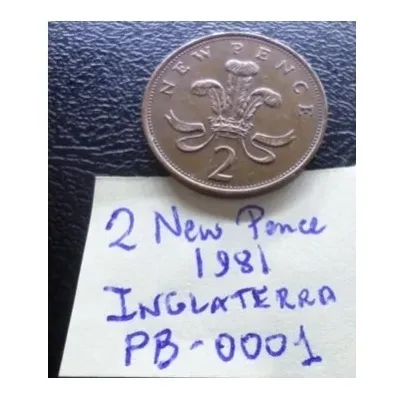 NEW PENCE
2
2 New Pence
1981
INGLATERRA
PB-0001